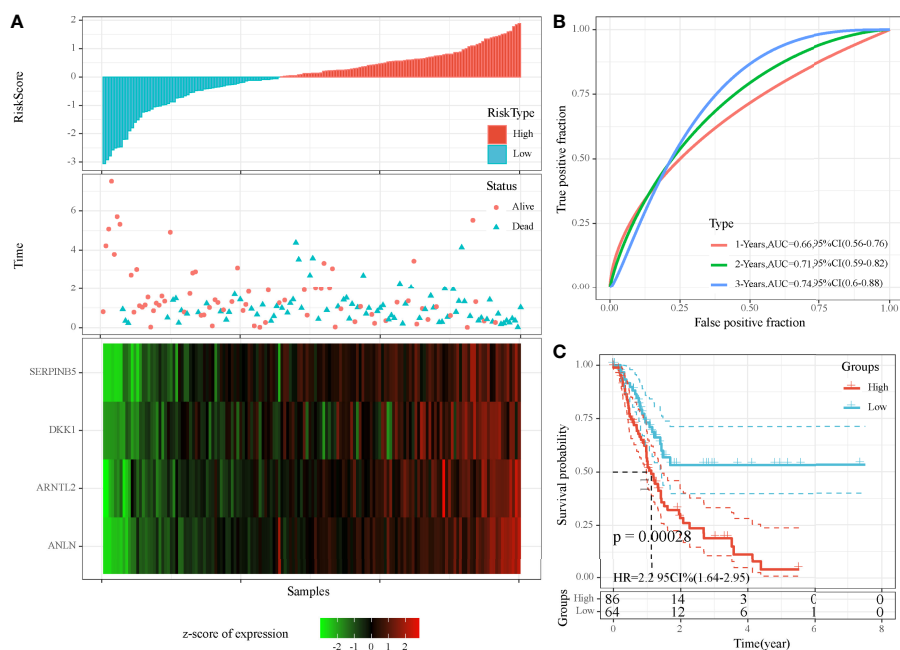 A
RiskScore
2
1
0
-1
-2
-3
RiskType
High
Low
Time
6
4
2
0
Status
Alive
Dead
SERPINB5
DKK1
ARNTL2
ANLN
Samples
z-score of expression
-2 -1 0 1 2
B
True positive fraction
1.00
0.75
0.50
0.25
0.00
Type
1-Years,AUC=0.66,95%CI(0.56-0.76)
2-Years,AUC=0.71,95%CI(0.59-0.82)
3-Years,AUC=0.74,95%CI(0.6-0.88)
0.00 0.25 0.50 0.75 1.00
False positive fraction
C
Survival probability
1.00
0.75
0.50
0.25
0.00
Groups
High
Low
p = 0.00028
HR=2.2 95CI%(1.64-2.95)
Groups
High 86 14 3 0 0
Low 64 12 6 1 0
0 2 4 6 8
Time(year)